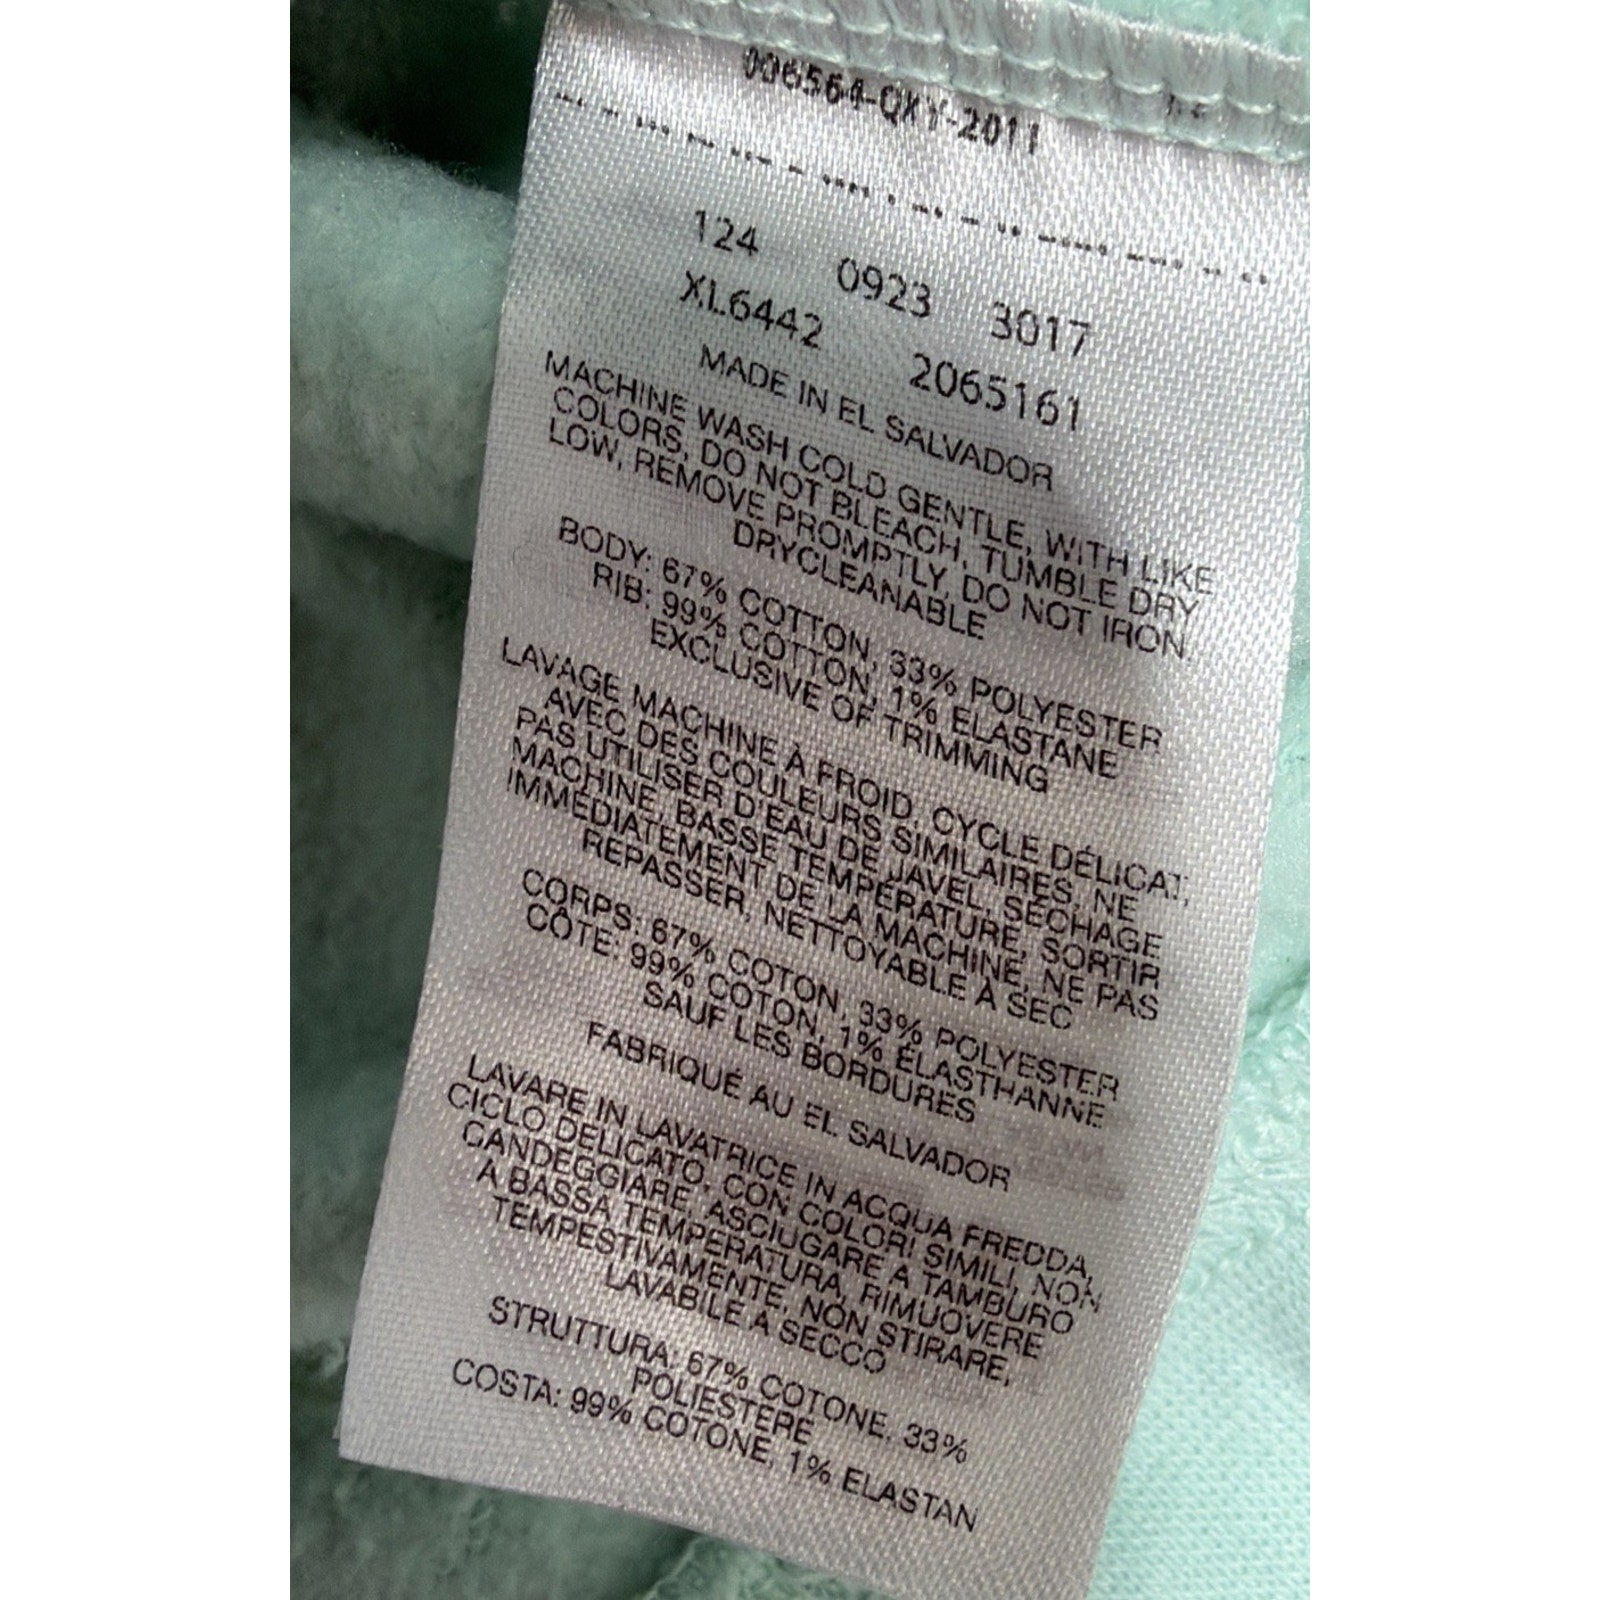 006564-QXY-2011
124 0923 3017
XL6442 2065161
MADE IN EL SALVADOR
MACHINE WASH COLD GENTLE, WITH LIKE
COLORS, DO NOT BLEACH, TUMBLE DRY
LOW, REMOVE PROMPTLY, DO NOT IRON,
DRYCLEANABLE
BODY: 67% COTTON, 33% POLYESTER
RIB: 99% COTTON, 1% ELASTANE
EXCLUSIVE OF TRIMMING
LAVAGE MACHINE À FROID, CYCLE DÉLICAT,
AVEC DES COULEURS SIMILAIRES, NE
PAS UTILISER D'EAU DE JAVEL, SÉCHAGE
MACHINE, BASSE TEMPÉRATURE, SORTIR
IMMÉDIATEMENT DE LA MACHINE, NE PAS
REPASSER, NETTOYABLE À SEC
CORPS: 67% COTON, 33% POLYESTER
CÔTE: 99% COTON, 1% ÉLASTHANNE
SAUF LES BORDURES
FABRIQUÉ AU EL SALVADOR
LAVARE IN LAVATRICE IN ACQUA FREDDA,
CICLO DELICATO, CON COLORI SIMILI, NON
CANDEGGIARE, ASCIUGARE A TAMBURO
A BASSA TEMPERATURA, RIMUOVERE
TEMPESTIVAMENTE, NON STIRARE,
LAVABILE A SECCO
STRUTTURA: 67% COTONE, 33%
POLIESTERE
COSTA: 99% COTONE, 1% ELASTAN